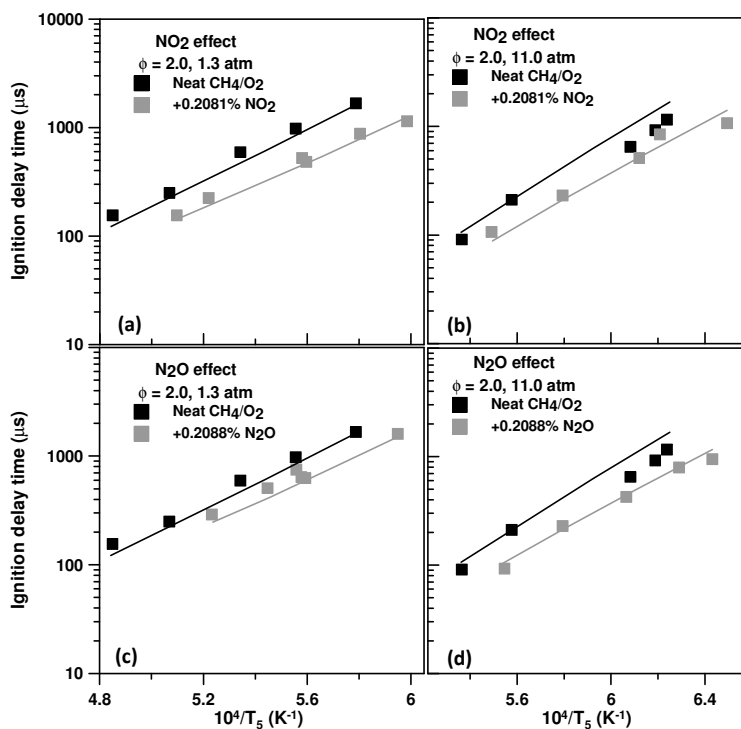 NO2 effect
ϕ = 2.0, 1.3 atm
Neat CH4/O2
+0.2081% NO2
(a)
NO2 effect
ϕ = 2.0, 11.0 atm
Neat CH4/O2
+0.2081% NO2
(b)
10000
1000
100
10
Ignition delay time (μs)
N2O effect
ϕ = 2.0, 1.3 atm
Neat CH4/O2
+0.2088% N2O
(c)
N2O effect
ϕ = 2.0, 11.0 atm
Neat CH4/O2
+0.2088% N2O
(d)
1000
100
10
Ignition delay time (μs)
4.8 5.2 5.6 6
5.6 6 6.4
10^4/T5 (K^-1)
10^4/T5 (K^-1)